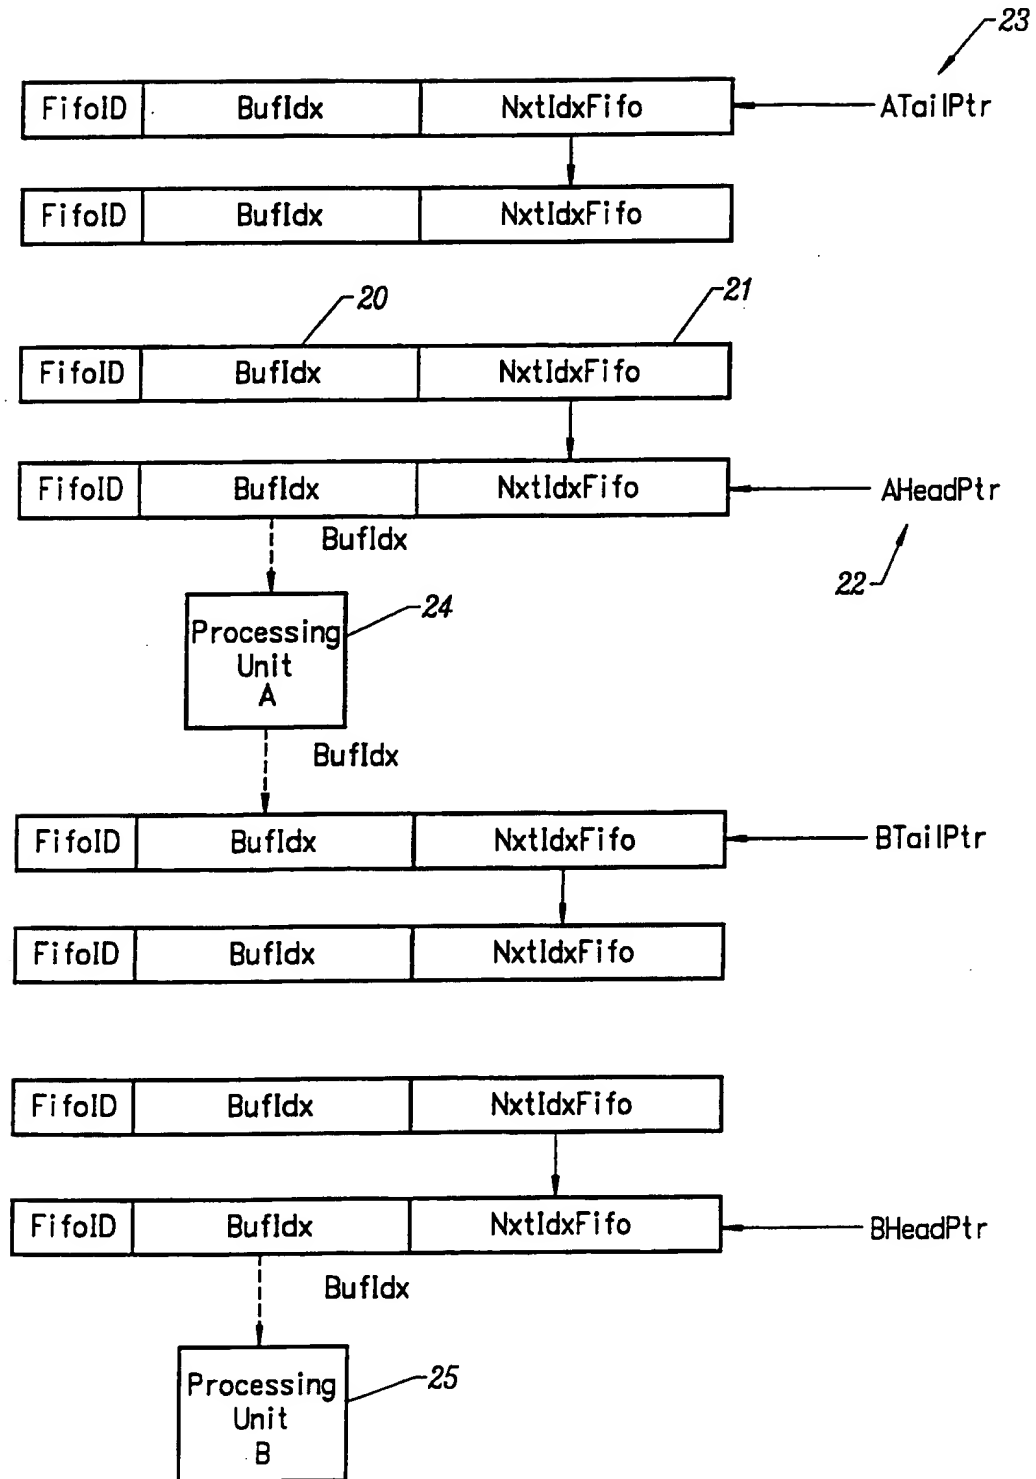 23
FifoID BufIdx NxtIdxFifo ATailPtr
FifoID BufIdx NxtIdxFifo
20 21
FifoID BufIdx NxtIdxFifo
FifoID BufIdx NxtIdxFifo AHeadPtr
BufIdx
22
24
Processing
Unit
A
BufIdx
FifoID BufIdx NxtIdxFifo BTailPtr
FifoID BufIdx NxtIdxFifo
FifoID BufIdx NxtIdxFifo
FifoID BufIdx NxtIdxFifo BHeadPtr
BufIdx
25
Processing
Unit
B